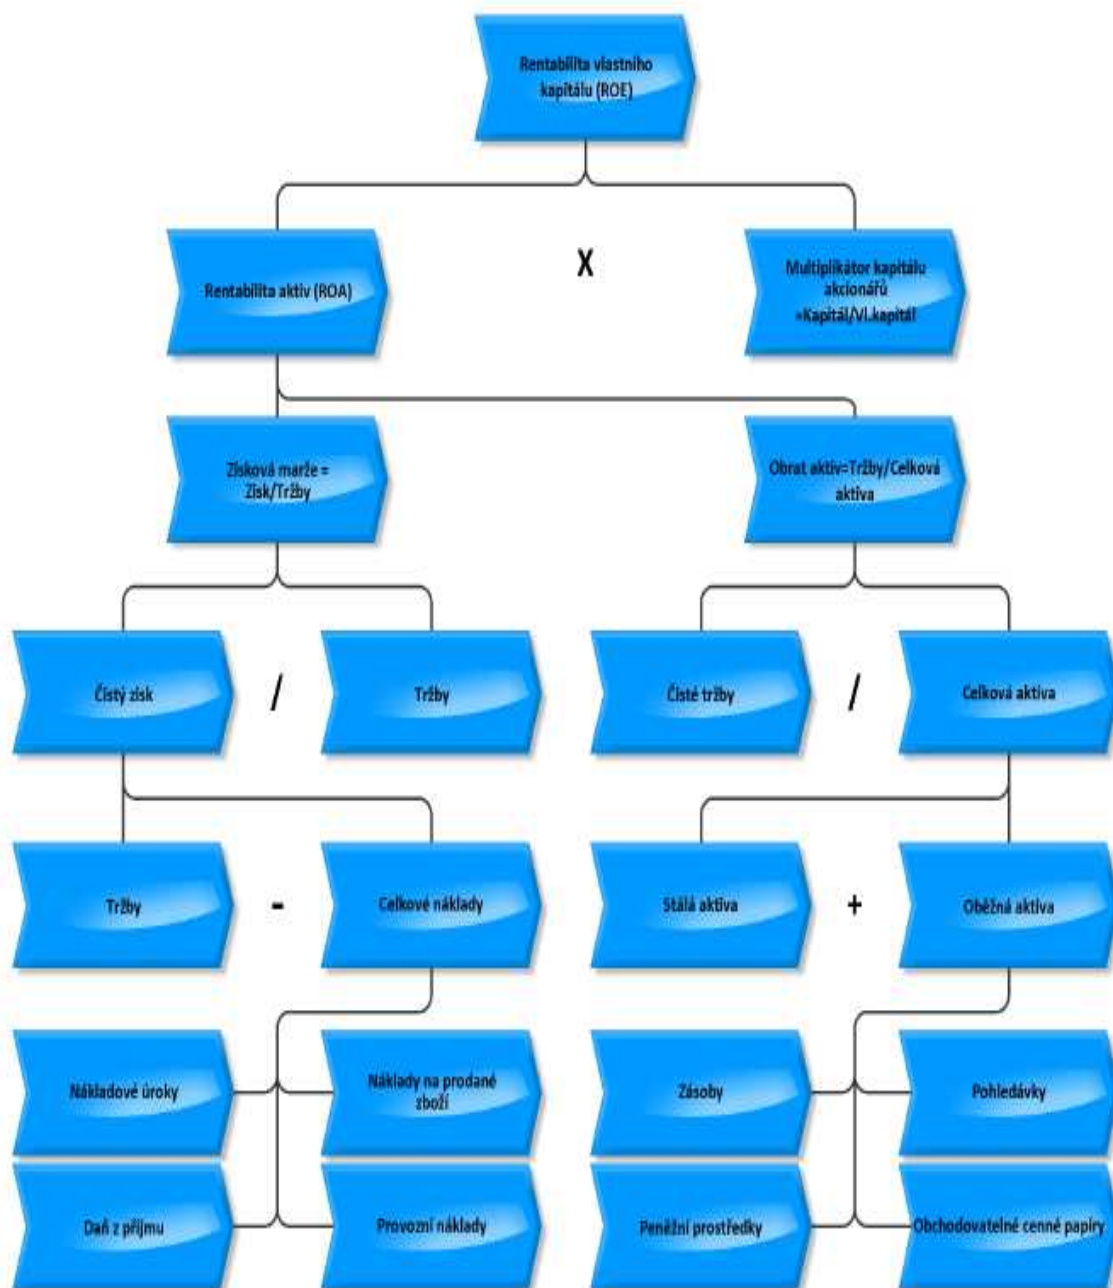 Rentabilita vlastního
kapitálu (ROE)
Rentabilita aktiv (ROA)
X
Multiplikátor kapitálu
akcionářů
=Kapitál/Vl.kapitál
Zisková marže =
Zisk/Tržby
Obrat aktiv=Tržby/Celková
aktiva
Čistý zisk
/
Tržby
Čisté tržby
/
Celková aktiva
Tržby
-
Celkové náklady
Stálá aktiva
+
Oběžná aktiva
Nákladové úroky
Náklady na prodané
zboží
Zásoby
Pohledávky
Daň z příjmu
Provozní náklady
Peněžní prostředky
Obchodovatelné cenné papíry